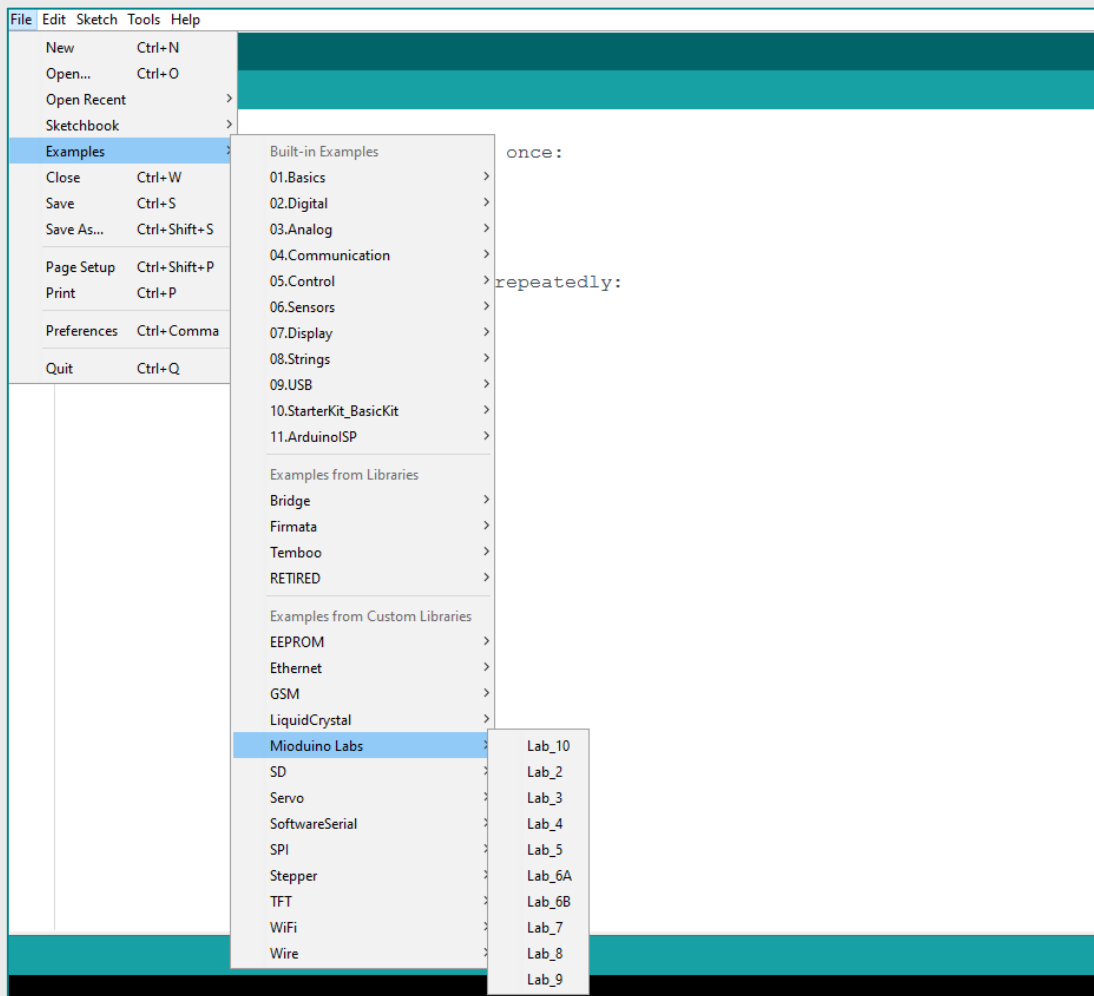 File Edit Sketch Tools Help
New Ctrl+N
Open... Ctrl+O
Open Recent
Sketchbook
Examples
Close Ctrl+W
Save Ctrl+S
Save As... Ctrl+Shift+S
Page Setup Ctrl+Shift+P
Print Ctrl+P
Preferences Ctrl+Comma
Quit Ctrl+Q
Built-in Examples
01.Basics
02.Digital
03.Analog
04.Communication
05.Control
06.Sensors
07.Display
08.Strings
09.USB
10.StarterKit_BasicKit
11.ArduinoISP
Examples from Libraries
Bridge
Firmata
Temboo
RETIRED
Examples from Custom Libraries
EEPROM
Ethernet
GSM
LiquidCrystal
Mioduino Labs
SD
Servo
SoftwareSerial
SPI
Stepper
TFT
WiFi
Wire
Lab_10
Lab_2
Lab_3
Lab_4
Lab_5
Lab_6A
Lab_6B
Lab_7
Lab_8
Lab_9
once:
repeatedly: